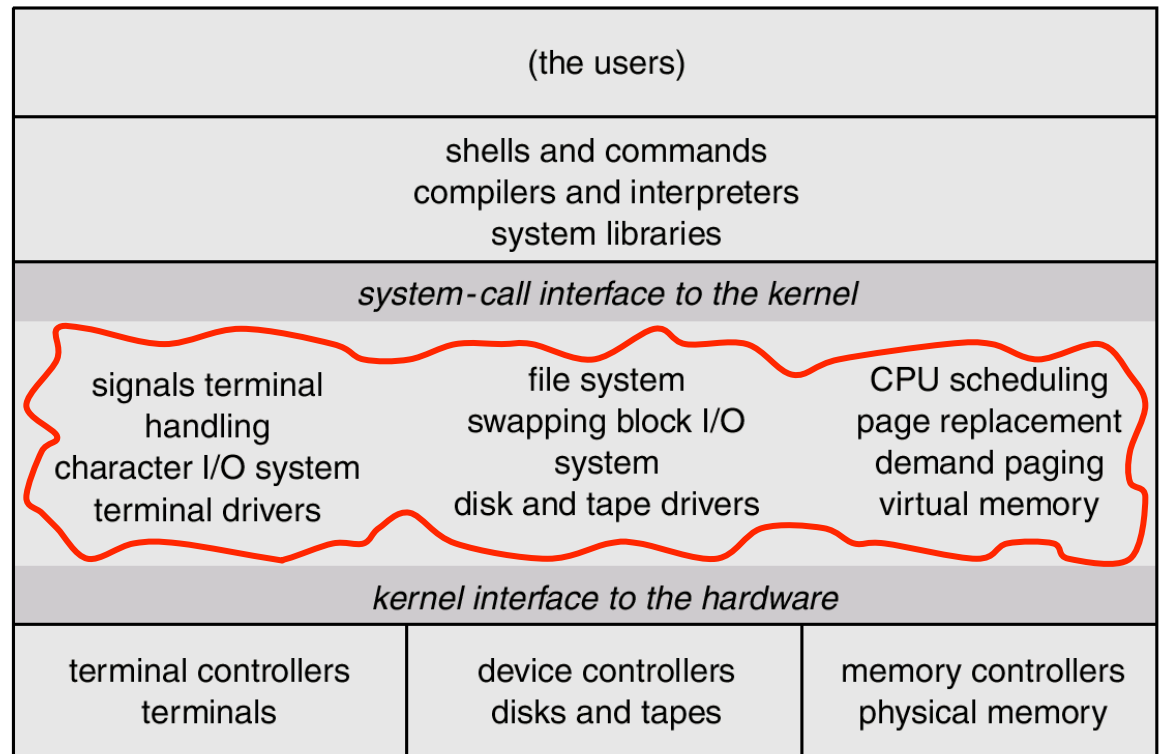 (the users)
shells and commands
compilers and interpreters
system libraries
system-call interface to the kernel
signals terminal
handling
character I/O system
terminal drivers
file system
swapping block I/O
system
disk and tape drivers
CPU scheduling
page replacement
demand paging
virtual memory
kernel interface to the hardware
terminal controllers
terminals
device controllers
disks and tapes
memory controllers
physical memory